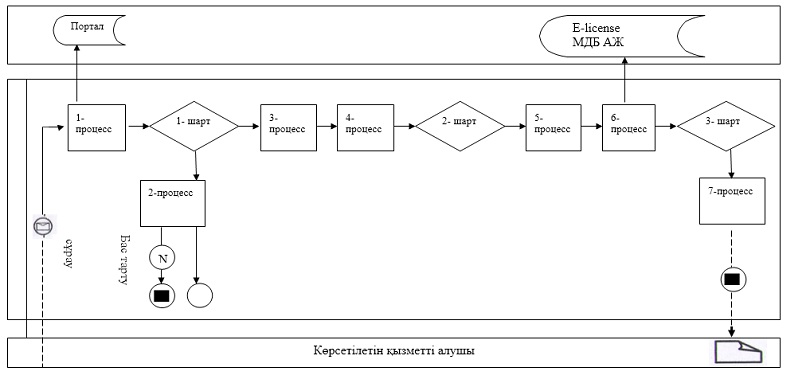 Портал
E-license
МДБ АЖ
1-
процесс
1- шарт
3-
процесс
4-
процесс
2- шарт
5-
процесс
6-
процесс
3- шарт
2-процесс
7-процесс
сұрау
Бас тарту
N
Көрсетілетін қызметті алушы